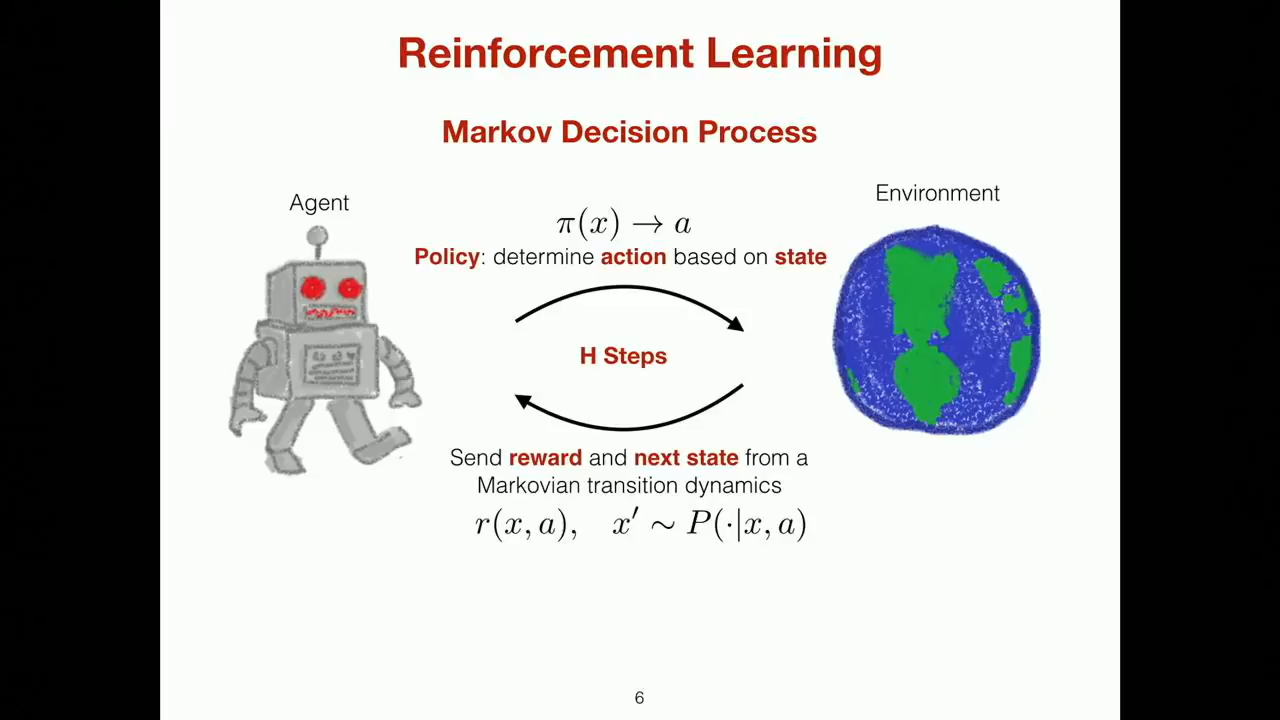 Reinforcement Learning
Markov Decision Process
Agent
Environment
π(x) → a
Policy: determine action based on state
H Steps
Send reward and next state from a
Markovian transition dynamics
r(x, a), x′ ∼ P(·|x, a)
6